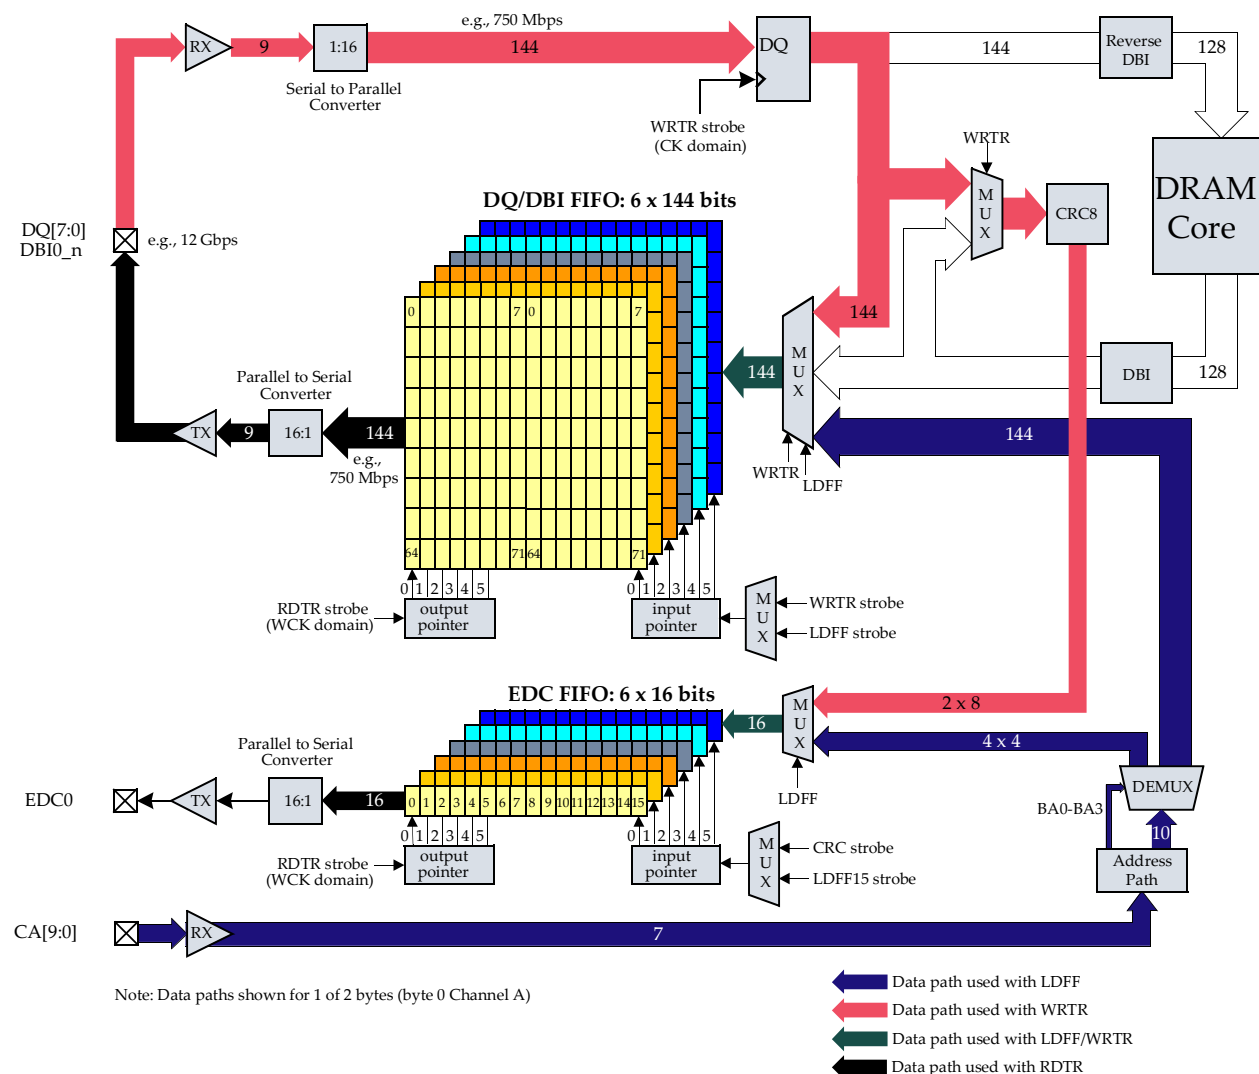 e.g., 750 Mbps
RX
9
1:16
144
DQ
144
Reverse
DBI
128
Serial to Parallel
Converter
WRTR strobe
(CK domain)
WRTR
DQ/DBI FIFO: 6 x 144 bits
MUX
CRC8
DRAM
Core
DQ[7:0]
DBI0_n
e.g., 12 Gbps
0
7
0
7
144
MUX
144
DBI
128
Parallel to Serial
Converter
TX
9
16:1
144
e.g.,
750 Mbps
144
WRTR
LDFF
64
71
64
71
0 1 2 3 4 5
0 1 2 3 4 5
RDTR strobe
(WCK domain)
output
pointer
input
pointer
MUX
WRTR strobe
LDFF strobe
EDC FIFO: 6 x 16 bits
16
MUX
2 x 8
4 x 4
Parallel to Serial
Converter
EDC0
TX
16:1
16
0 1 2 3 4 5 6 7 8 9 10 11 12 13 14 15
LDFF
DEMUX
BA0-BA3
10
0 1 2 3 4 5
0 1 2 3 4 5
RDTR strobe
(WCK domain)
output
pointer
input
pointer
MUX
CRC strobe
LDFF15 strobe
Address
Path
CA[9:0]
RX
7
Note: Data paths shown for 1 of 2 bytes (byte 0 Channel A)
Data path used with LDFF
Data path used with WRTR
Data path used with LDFF/WRTR
Data path used with RDTR